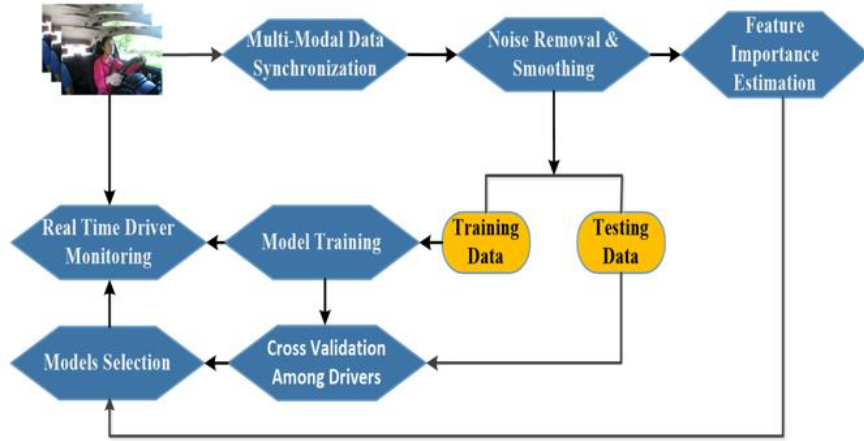 Multi-Modal Data
Synchronization
Noise Removal &
Smoothing
Feature
Importance
Estimation
Real Time Driver
Monitoring
Model Training
Training
Data
Testing
Data
Models Selection
Cross Validation
Among Drivers